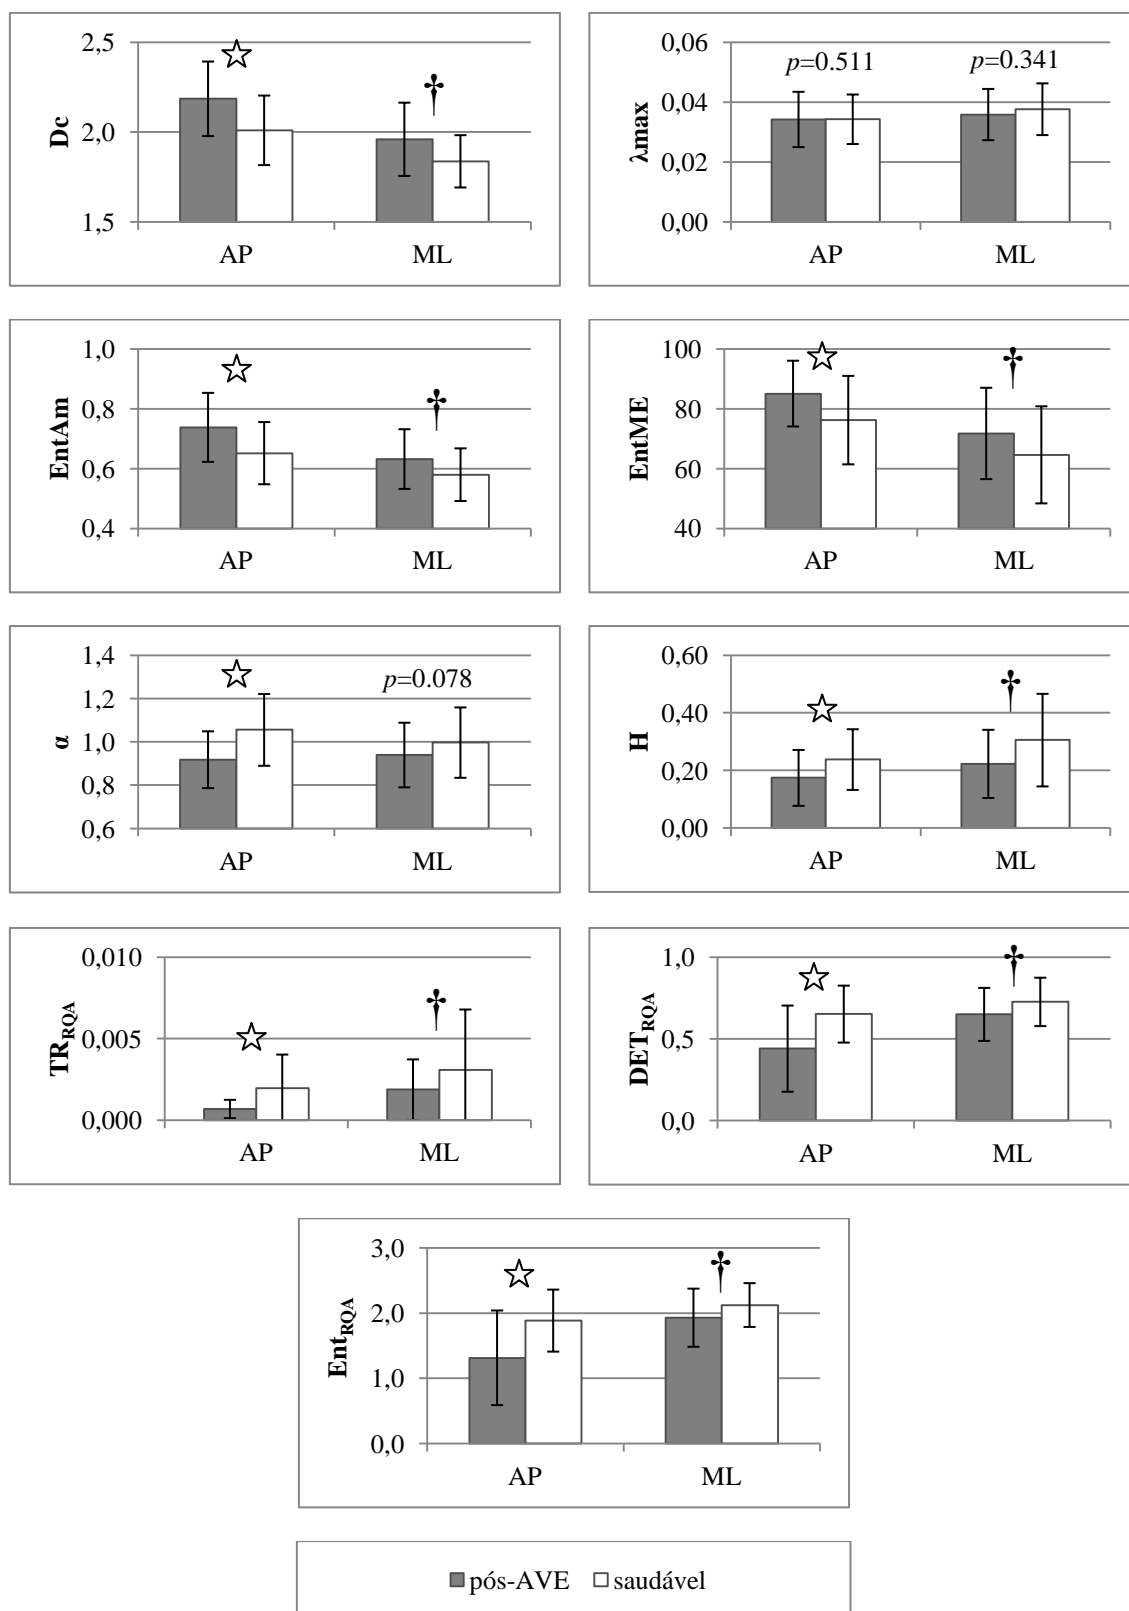 2,5
2,0
1,5
Dc
☆
†
AP ML
0,06
0,04
0,02
0,00
λmax
p=0.511
p=0.341
AP ML
1,0
0,8
0,6
0,4
EntAm
☆
†
AP ML
100
80
60
40
EntME
☆
†
AP ML
1,4
1,2
1,0
0,8
0,6
α
☆
p=0.078
AP ML
0,60
0,40
0,20
0,00
H
☆
†
AP ML
0,010
0,005
0,000
TR_RQA
☆
†
AP ML
1,0
0,5
0,0
DET_RQA
☆
†
AP ML
3,0
2,0
1,0
0,0
Ent_RQA
☆
†
AP ML
pós-AVE saudável